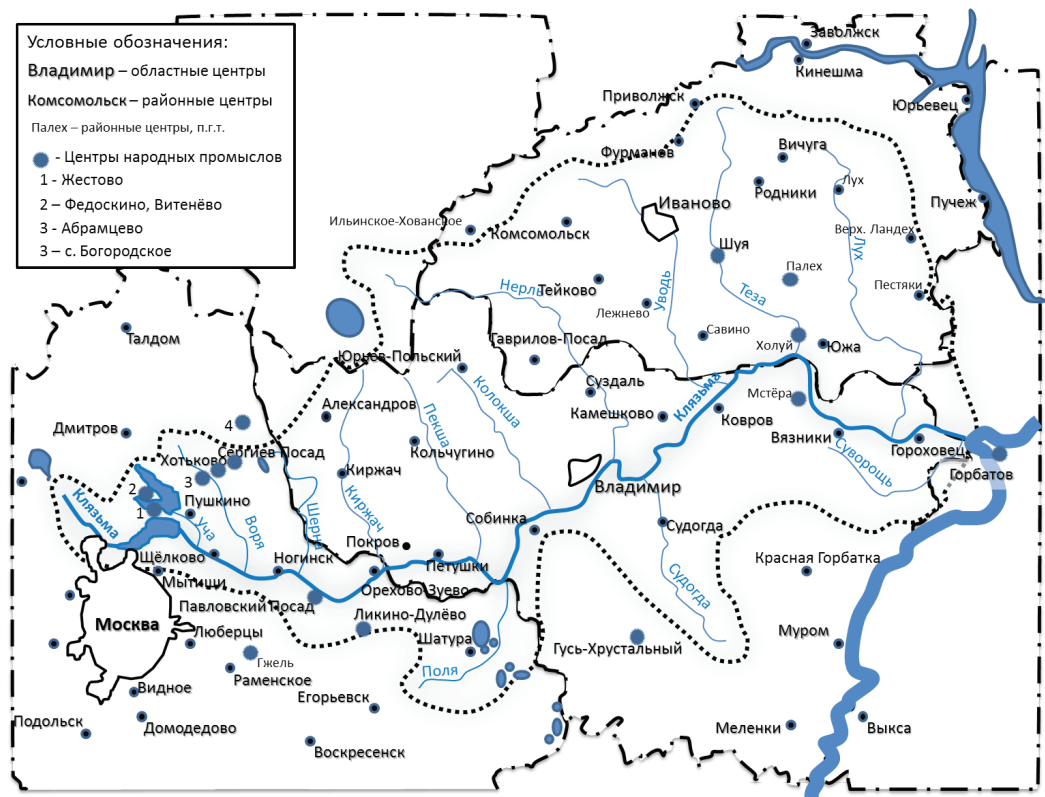 Условные обозначения:
Владимир – областные центры
Комсомольск – районные центры
Палех – районные центры, п.г.т.
- Центры народных промыслов
1 - Жестово
2 – Федоскино, Витенёво
3 - Абрамцево
3 – с. Богородское
Заволжск
Кинешма
Приволжск
Юрьевец
Фурманов
Вичуга
Родники
Лух
Пучеж
Иваново
Ильинское-Хованское
Комсомольск
Верх. Ландех
Лух
Шуя
Палех
Пестяки
Нерль
Тейково
Уводь
Теза
Лежнево
Савино
Холуй
Южа
Талдом
Гаврилов-Посад
Юрьев-Польский
Суздаль
Колокша
Клязьма
Мстёра
Камешково
Ковров
Александров
Пекша
Дмитров
4
Вязники
Кольчугино
Сергиев Посад
Хотьково
Суворощь
Гороховец
Горбатов
3
Киржач
Владимир
2
Клязьма
1
Пушкино
Киржач
Уча
Воря
Шерна
Собинка
Судогда
Покров
Щёлково
Ногинск
Петушки
Красная Горбатка
Мытищи
Орехово-Зуево
Судогда
Павловский Посад
Ликино-Дулёво
Москва
Люберцы
Шатура
Муром
Гусь-Хрустальный
Гжель
Раменское
Поля
Видное
Егорьевск
Подольск
Домодедово
Меленки
Выкса
Воскресенск